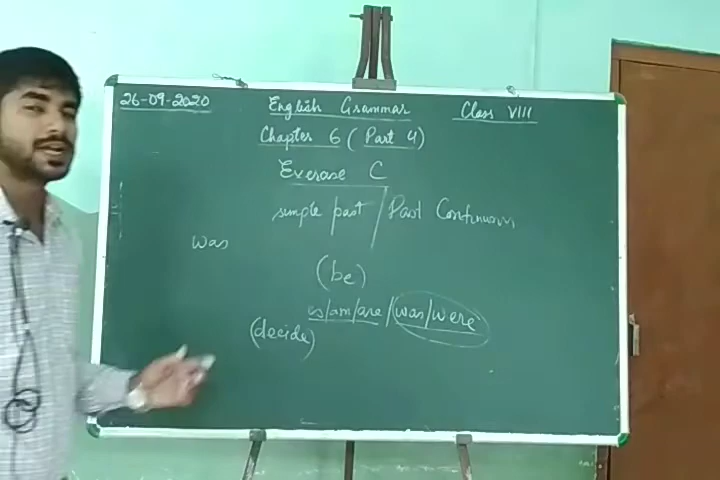 26-09-2020 English Grammar Class VIII
Chapter 6 ( Part 4)
Exercise C
simple past / Past Continuous
was
(be)
is/am/are / was/were
(decide)